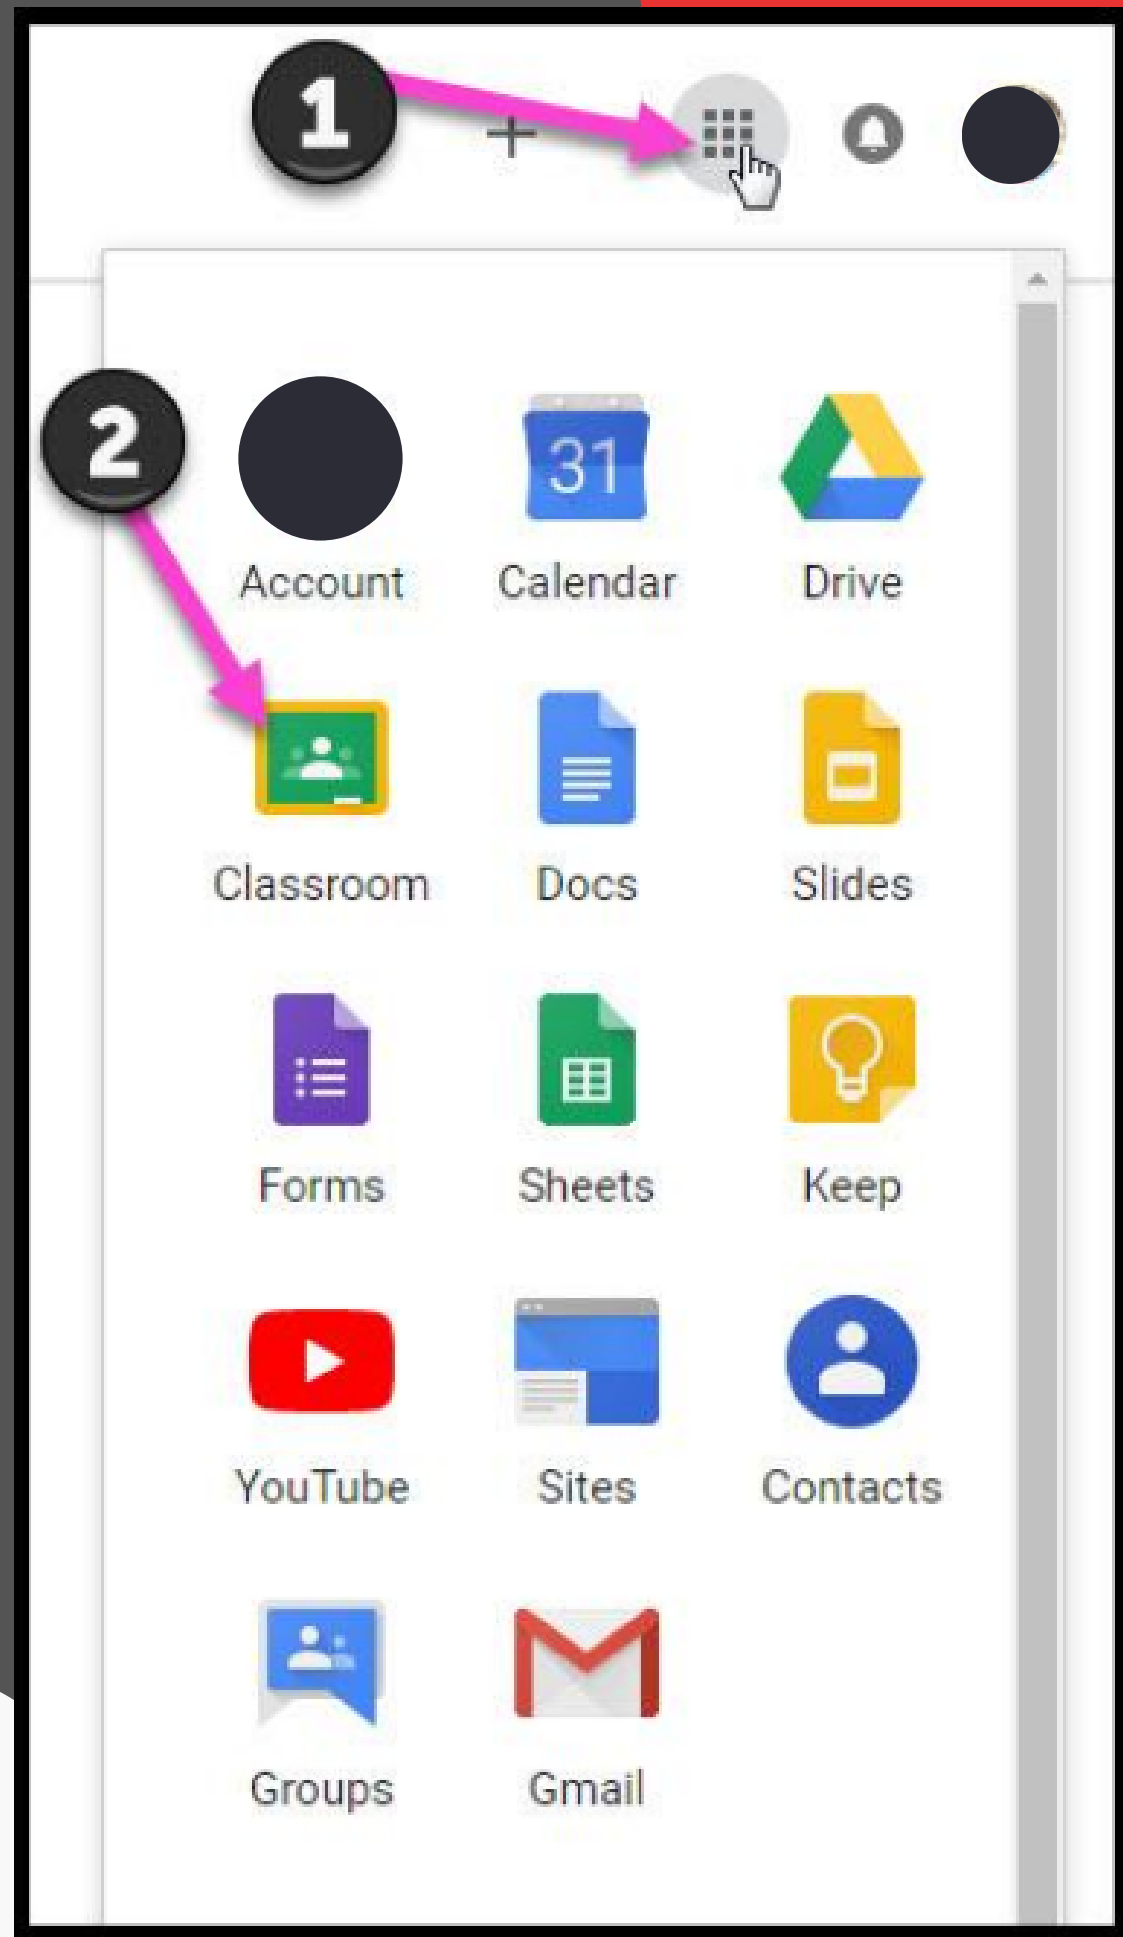 1
2
31
Account Calendar Drive
Classroom Docs Slides
Forms Sheets Keep
YouTube Sites Contacts
Groups Gmail